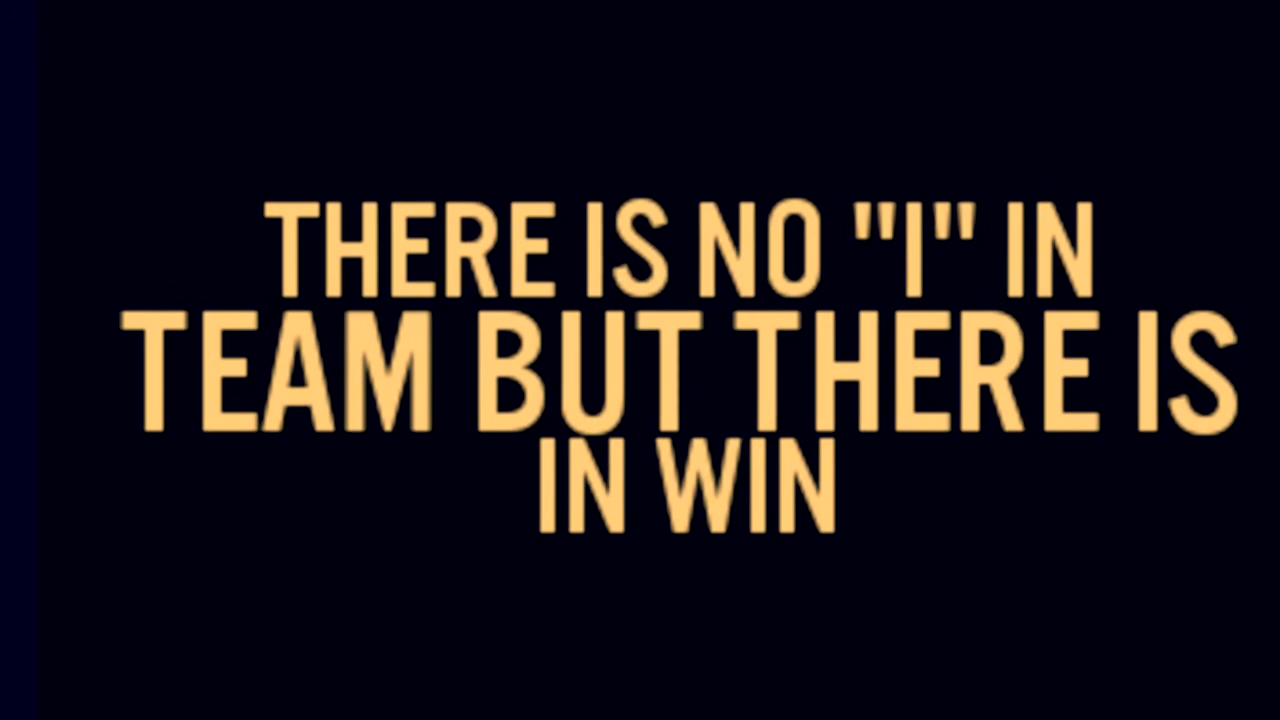 THERE IS NO "I" IN
TEAM BUT THERE IS
IN WIN